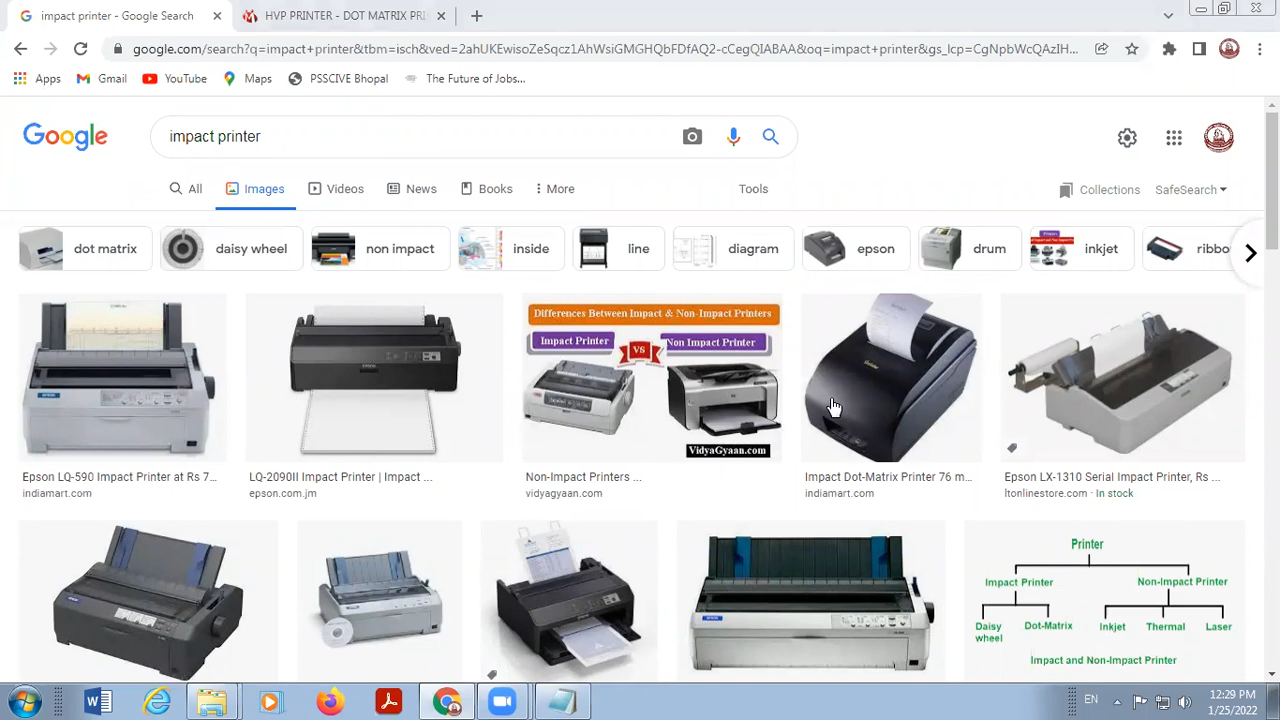 impact printer - Google Search
HVP PRINTER - DOT MATRIX PRI
google.com/search?q=impact+printer&tbm=isch&ved=2ahUKEwisoZeSqcz1AhWsiGMGHQbFDfAQ2-cCegQIABAA&oq=impact+printer&gs_lcp=CgNpbWcQAzIH...
Apps
Gmail
YouTube
Maps
PSSCIVE Bhopal
The Future of Jobs...
Google
impact printer
All
Images
Videos
News
Books
More
Tools
Collections
SafeSearch
dot matrix
daisy wheel
non impact
inside
line
diagram
epson
drum
inkjet
ribbo
Differences Between Impact & Non-Impact Printers
Impact Printer
VS
Non Impact Printer
VidyaGyaan.com
Epson LQ-590 Impact Printer at Rs 7...
indiamart.com
LQ-2090II Impact Printer | Impact ...
epson.com.jm
Non-Impact Printers ...
vidyagyaan.com
Impact Dot-Matrix Printer 76 m...
indiamart.com
Epson LX-1310 Serial Impact Printer, Rs ...
ltonlinestore.com · In stock
Printer
Impact Printer
Non-Impact Printer
Daisy wheel
Dot-Matrix
Inkjet
Thermal
Laser
Impact and Non-Impact Printer
EN
12:29 PM
1/25/2022